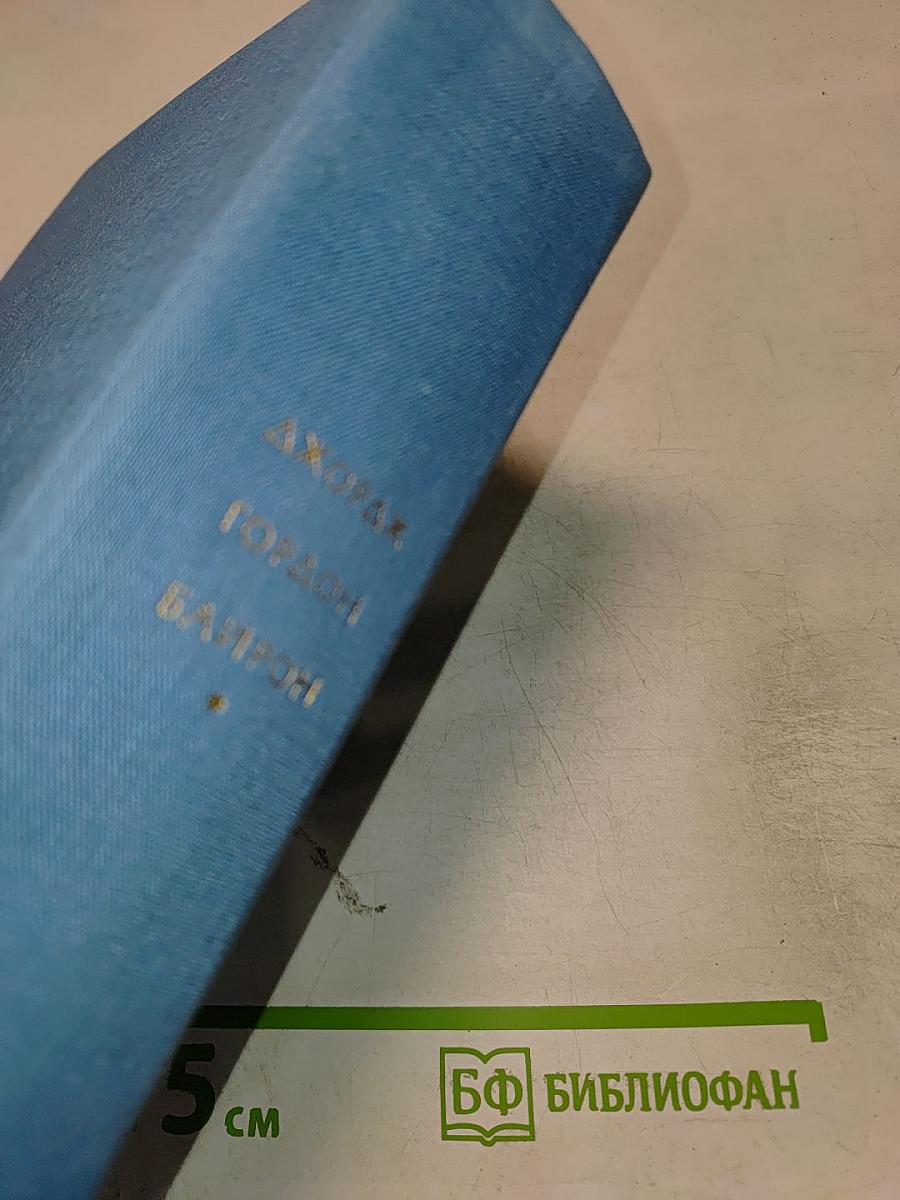 ДЖОРДЖ
ГОРДОН
БАЙРОН
*
5 см
БФ БИБЛИОФАН